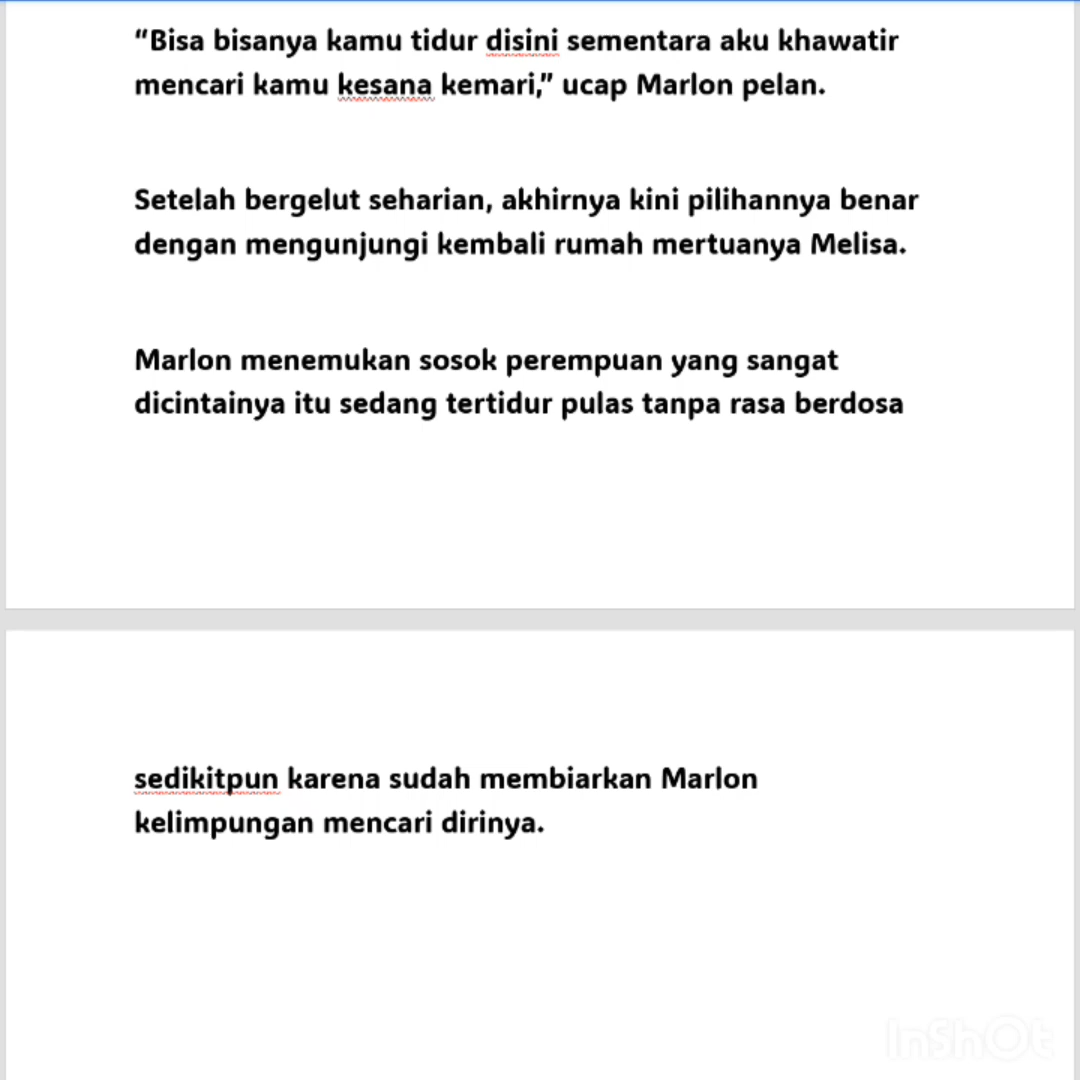 “Bisa bisanya kamu tidur disini sementara aku khawatir
mencari kamu kesana kemari,” ucap Marlon pelan.
Setelah bergelut seharian, akhirnya kini pilihannya benar
dengan mengunjungi kembali rumah mertuanya Melisa.
Marlon menemukan sosok perempuan yang sangat
dicintainya itu sedang tertidur pulas tanpa rasa berdosa
sedikitpun karena sudah membiarkan Marlon
kelimpungan mencari dirinya.
InShOt